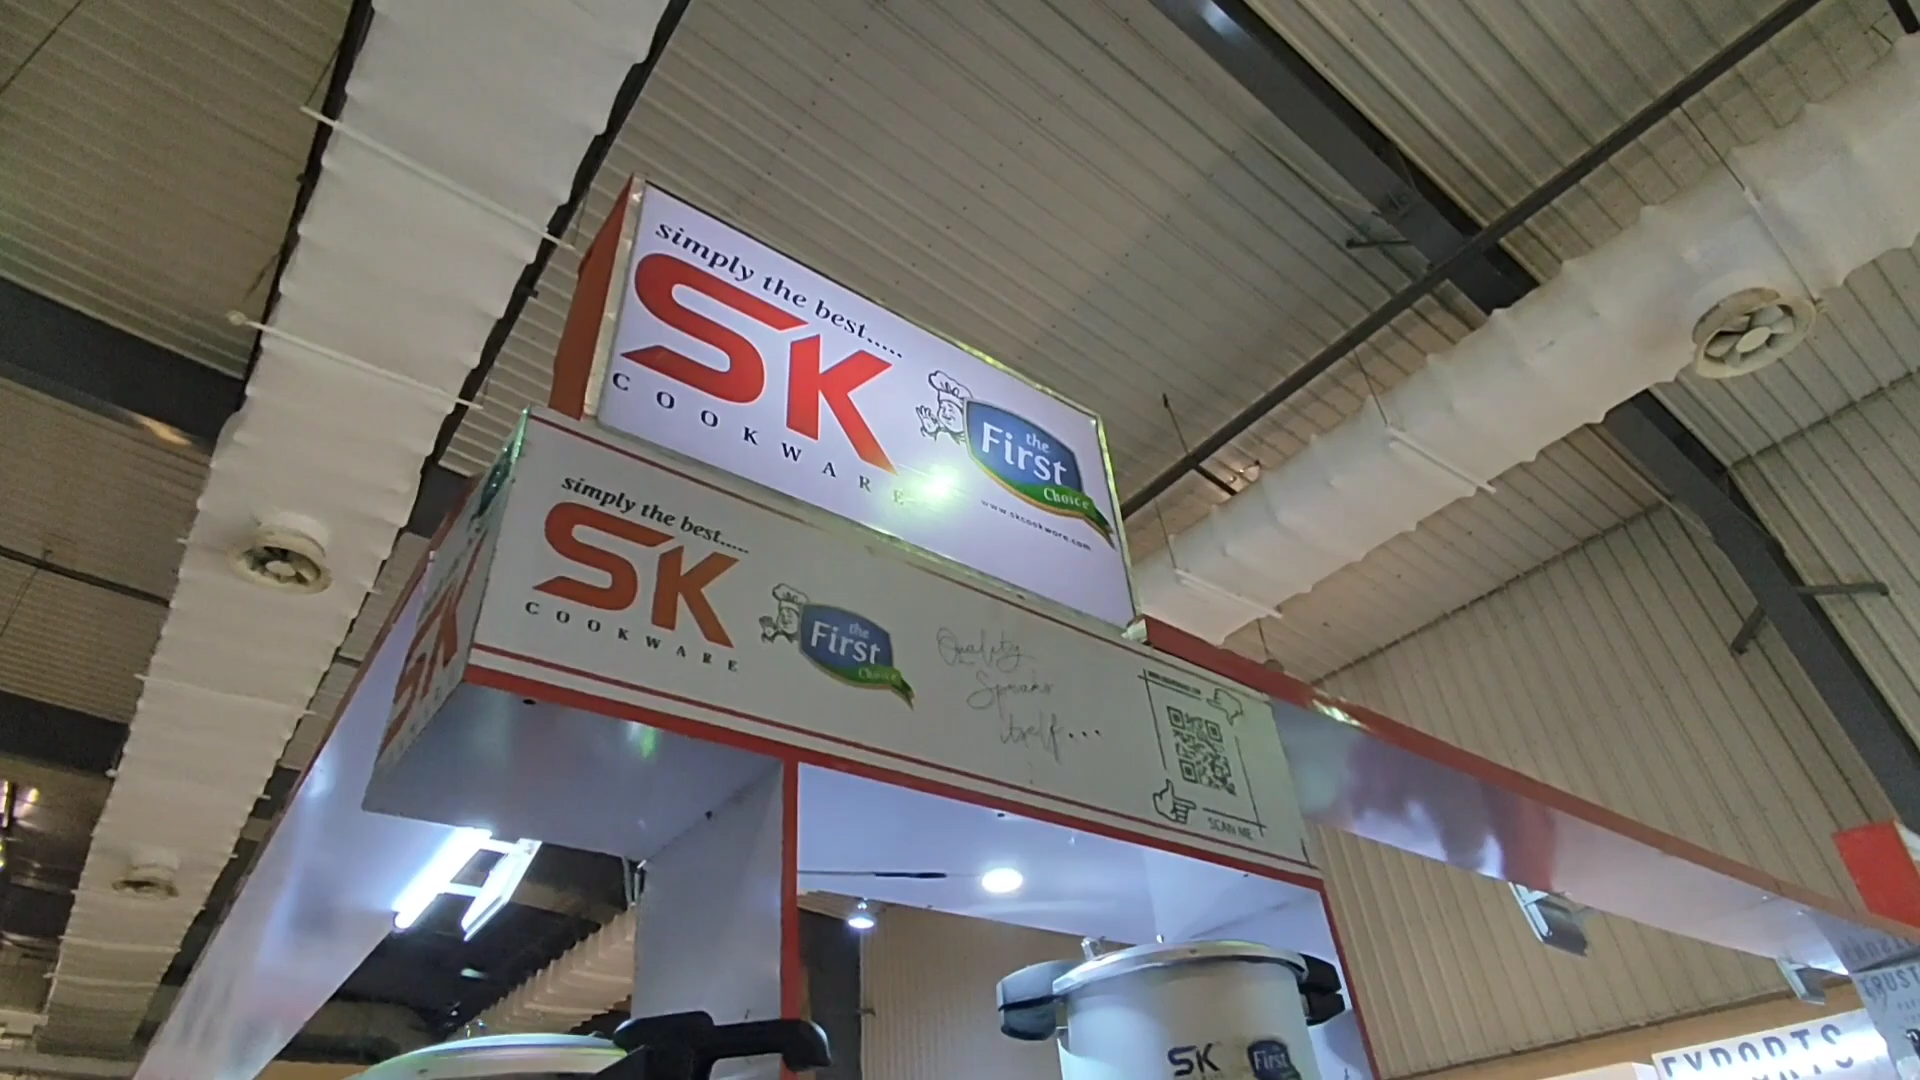 simply the best.....
SK
COOKWARE
the
First
Choice
www.skcookware.com
simply the best.....
SK
COOKWARE
the
First
Choice
Quality
Speaks
itself...
SCAN ME
SK
SK
First
EXPORTS